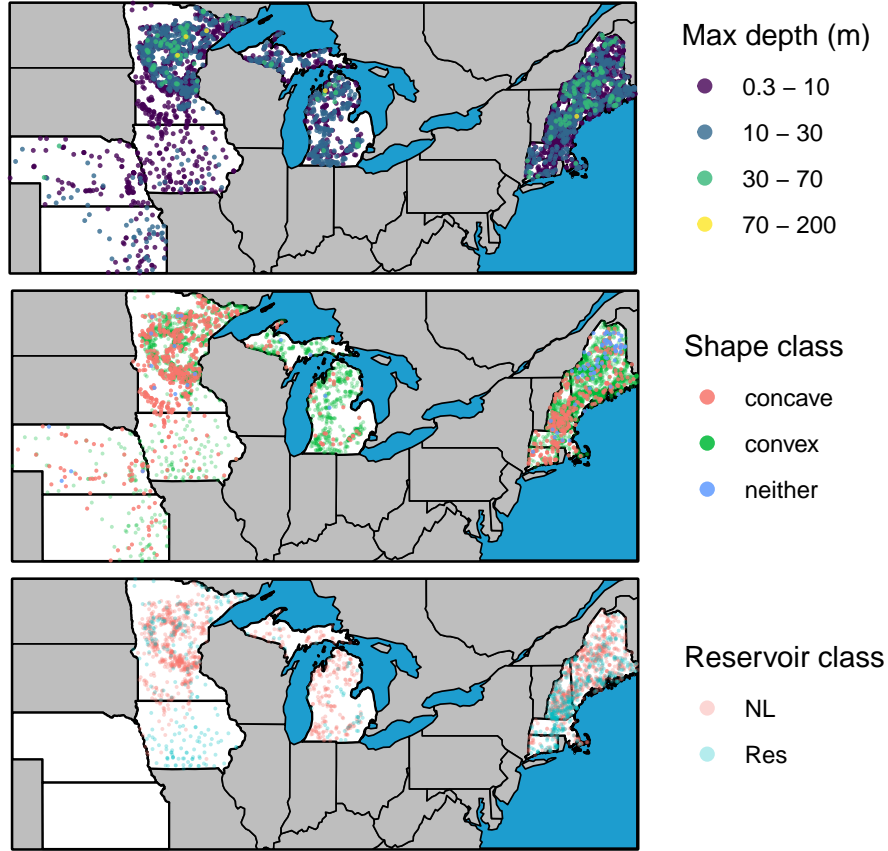 Max depth (m)
0.3 − 10
10 − 30
30 − 70
70 − 200
Shape class
concave
convex
neither
Reservoir class
NL
Res